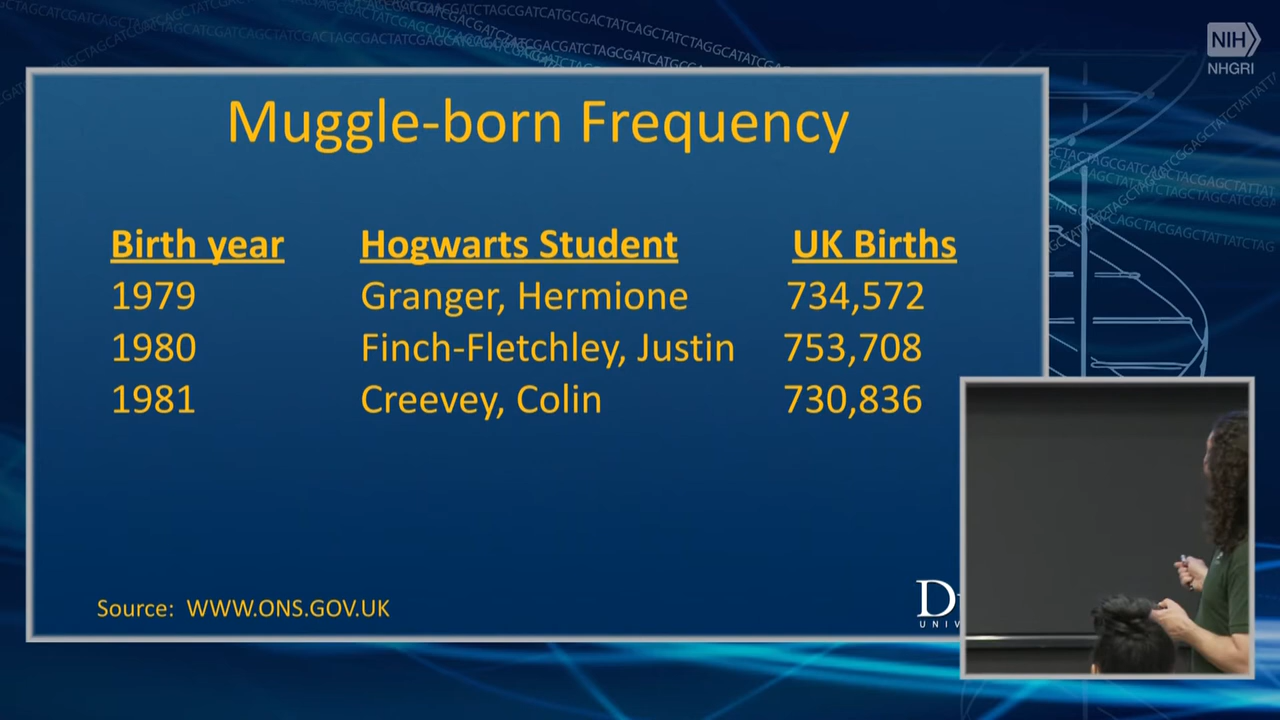 NIH
NHGRI
Muggle-born Frequency
Birth year Hogwarts Student UK Births
1979 Granger, Hermione 734,572
1980 Finch-Fletchley, Justin 753,708
1981 Creevey, Colin 730,836
Source: WWW.ONS.GOV.UK